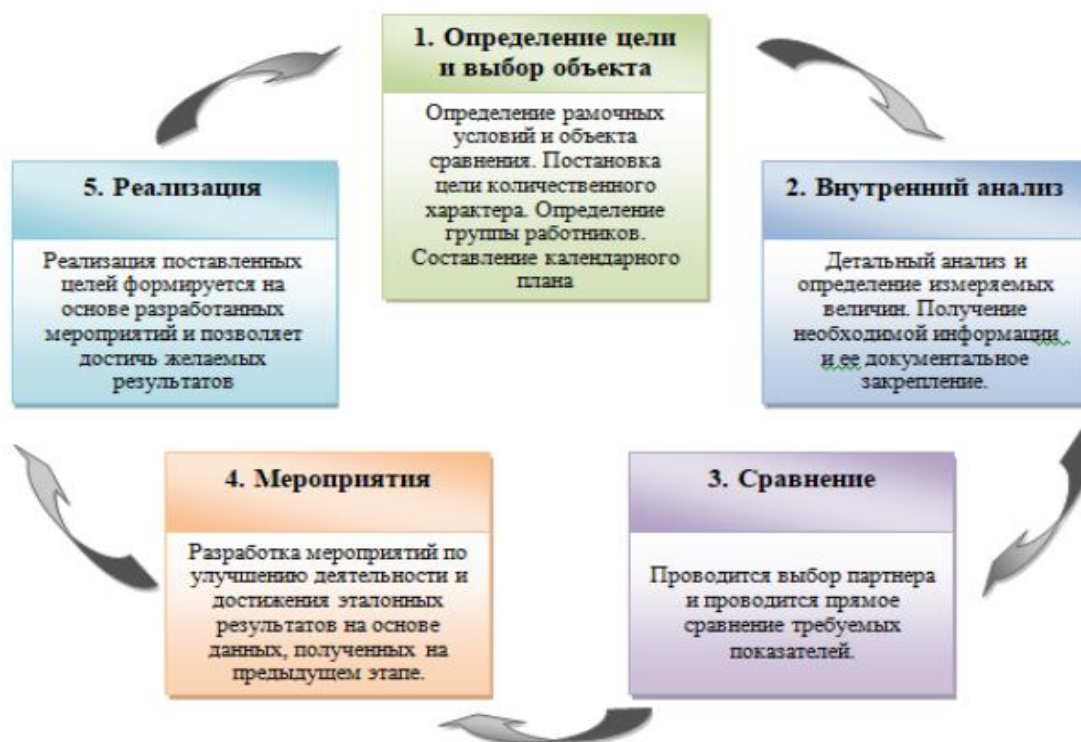 1. Определение цели
и выбор объекта
Определение рамочных
условий и объекта
сравнения. Постановка
цели количественного
характера. Определение
группы работников.
Составление календарного
плана
2. Внутренний анализ
Детальный анализ и
определение измеряемых
величин. Получение
необходимой информации
и ее документальное
закрепление.
3. Сравнение
Проводится выбор партнера
и проводится прямое
сравнение требуемых
показателей.
4. Мероприятия
Разработка мероприятий по
улучшению деятельности и
достижения эталонных
результатов на основе
данных, полученных на
предыдущем этапе.
5. Реализация
Реализация поставленных
целей формируется на
основе разработанных
мероприятий и позволяет
достичь желаемых
результатов